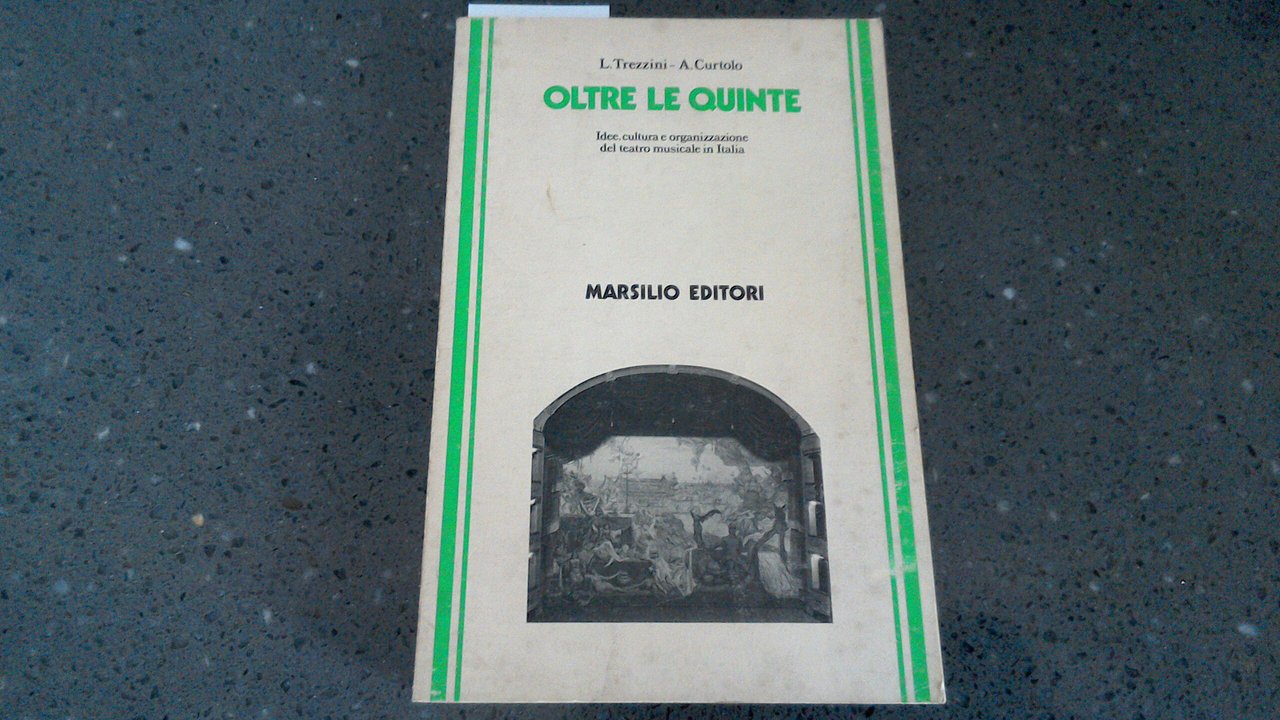 L. Trezzini - A. Curtolo
OLTRE LE QUINTE
Idee, cultura e organizzazione
del teatro musicale in Italia
MARSILIO EDITORI